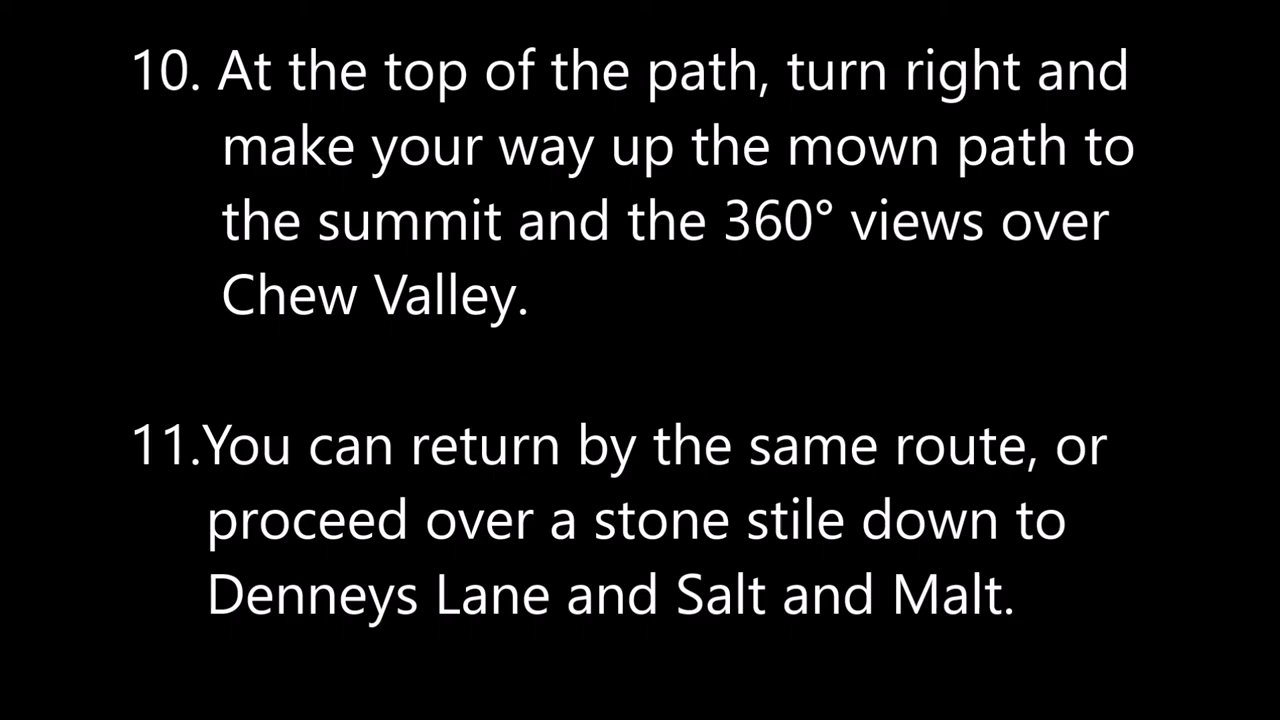 10. At the top of the path, turn right and
make your way up the mown path to
the summit and the 360° views over
Chew Valley.
11.You can return by the same route, or
proceed over a stone stile down to
Denneys Lane and Salt and Malt.